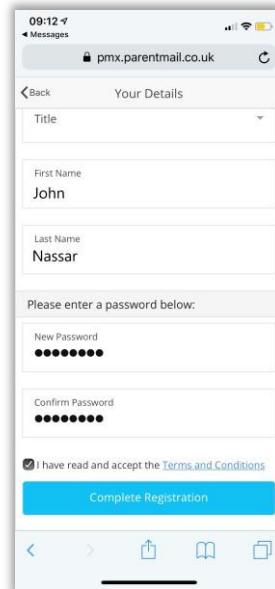 09:12
Messages
pmx.parentmail.co.uk
Back Your Details
Title
First Name
John
Last Name
Nassar
Please enter a password below:
New Password
●●●●●●●●
Confirm Password
●●●●●●●●
I have read and accept the Terms and Conditions
Complete Registration